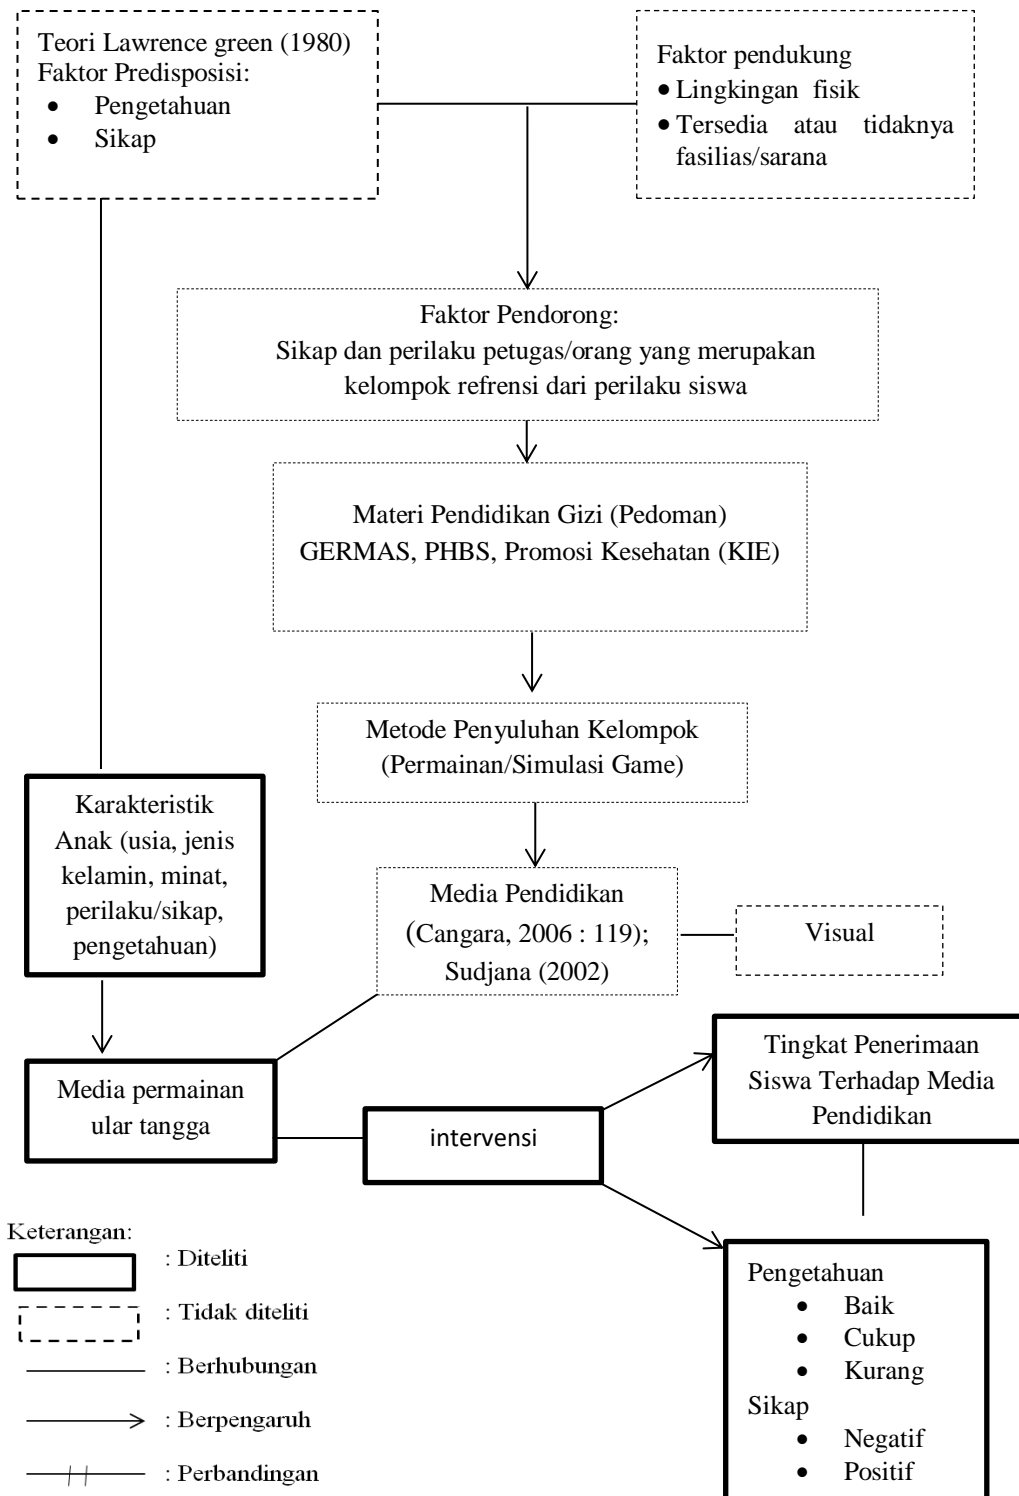 Teori Lawrence green (1980)
Faktor Predisposisi:
• Pengetahuan
• Sikap
Faktor pendukung
• Lingkingan fisik
• Tersedia atau tidaknya
fasilias/sarana
Faktor Pendorong:
Sikap dan perilaku petugas/orang yang merupakan
kelompok refrensi dari perilaku siswa
Materi Pendidikan Gizi (Pedoman)
GERMAS, PHBS, Promosi Kesehatan (KIE)
Metode Penyuluhan Kelompok
(Permainan/Simulasi Game)
Karakteristik
Anak (usia, jenis
kelamin, minat,
perilaku/sikap,
pengetahuan)
Media Pendidikan
(Cangara, 2006 : 119);
Sudjana (2002)
Visual
Media permainan
ular tangga
intervensi
Tingkat Penerimaan
Siswa Terhadap Media
Pendidikan
Pengetahuan
• Baik
• Cukup
• Kurang
Sikap
• Negatif
• Positif
Keterangan:
: Diteliti
: Tidak diteliti
: Berhubungan
: Berpengaruh
: Perbandingan